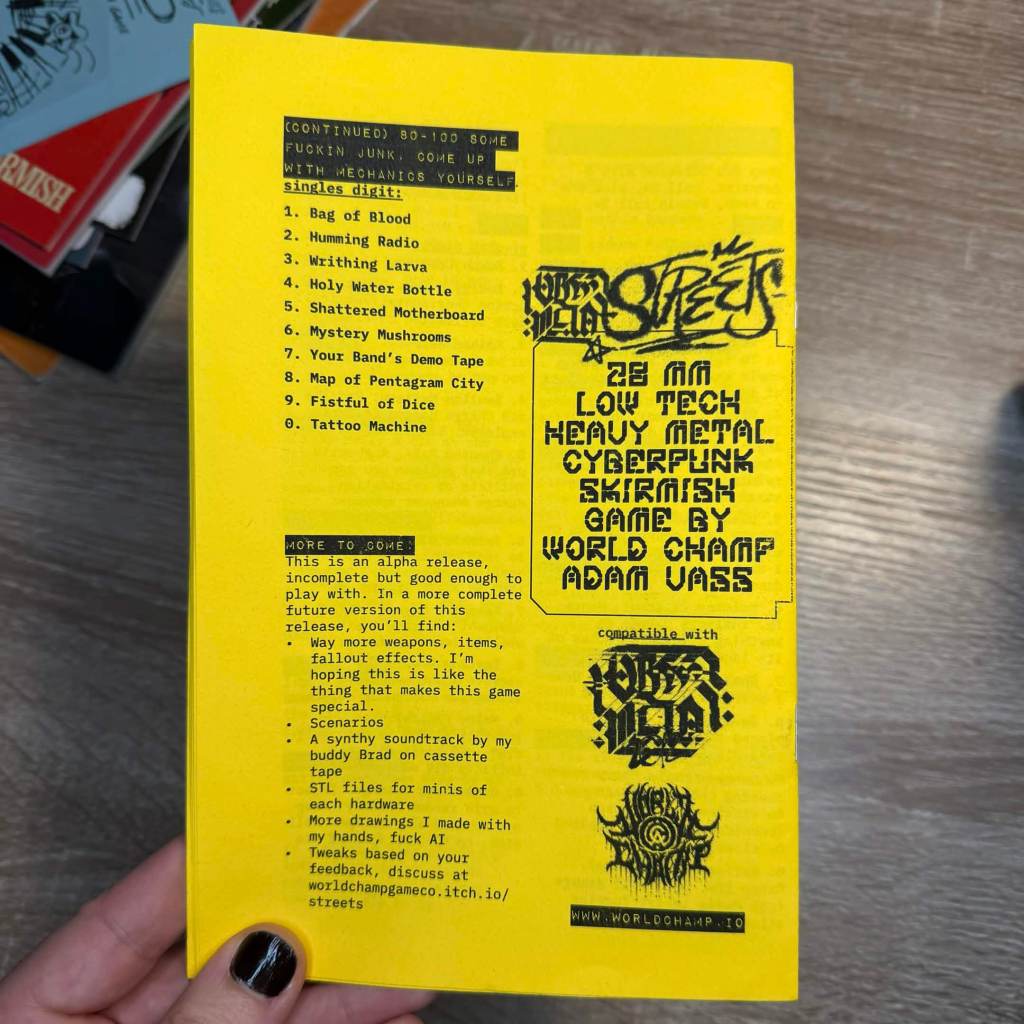 (CONTINUED) 80-100 SOME
FUCKIN JUNK. COME UP
WITH MECHANICS YOURSELF.
singles digit:
1. Bag of Blood
2. Humming Radio
3. Writhing Larva
4. Holy Water Bottle
5. Shattered Motherboard
6. Mystery Mushrooms
7. Your Band's Demo Tape
8. Map of Pentagram City
9. Fistful of Dice
0. Tattoo Machine
MORE TO COME:
This is an alpha release,
incomplete but good enough to
play with. In a more complete
future version of this
release, you'll find:
• Way more weapons, items,
fallout effects. I'm
hoping this is like the
thing that makes this game
special.
• Scenarios
• A synthy soundtrack by my
buddy Brad on cassette
tape
• STL files for minis of
each hardware
• More drawings I made with
my hands, fuck AI
• Tweaks based on your
feedback, discuss at
worldchampgameco.itch.io/
streets
STREETS
28 MM
LOW TECH
HEAVY METAL
CYBERPUNK
SKIRMISH
GAME BY
WORLD CHAMP
ADAM VASS
compatible with
WORLD
CHAMP
WWW.WORLDCHAMP.IO
RMISH